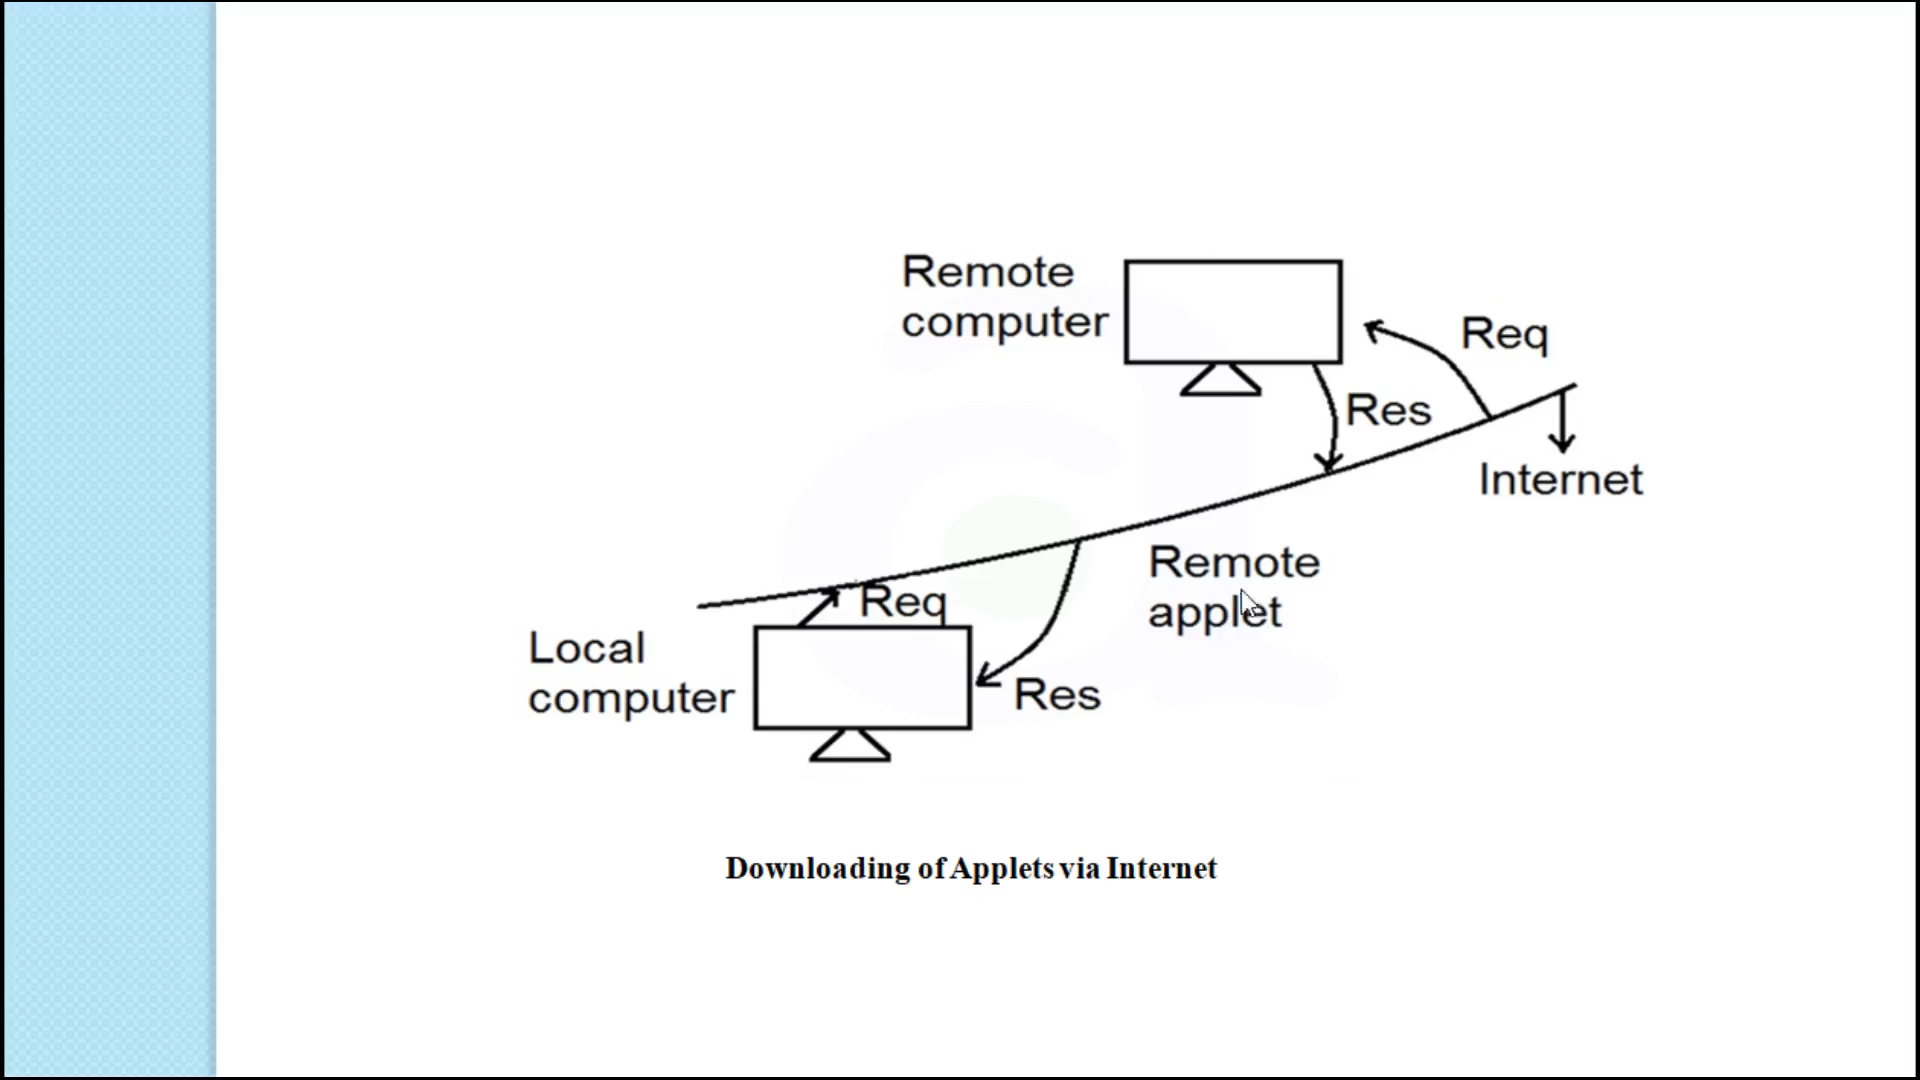 Remote
computer
Req
Res
Internet
Remote
applet
Req
Local
computer
Res
Downloading of Applets via Internet